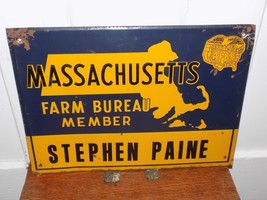 MASSACHUSETTS
FARM BUREAU
MEMBER
STEPHEN PAINE